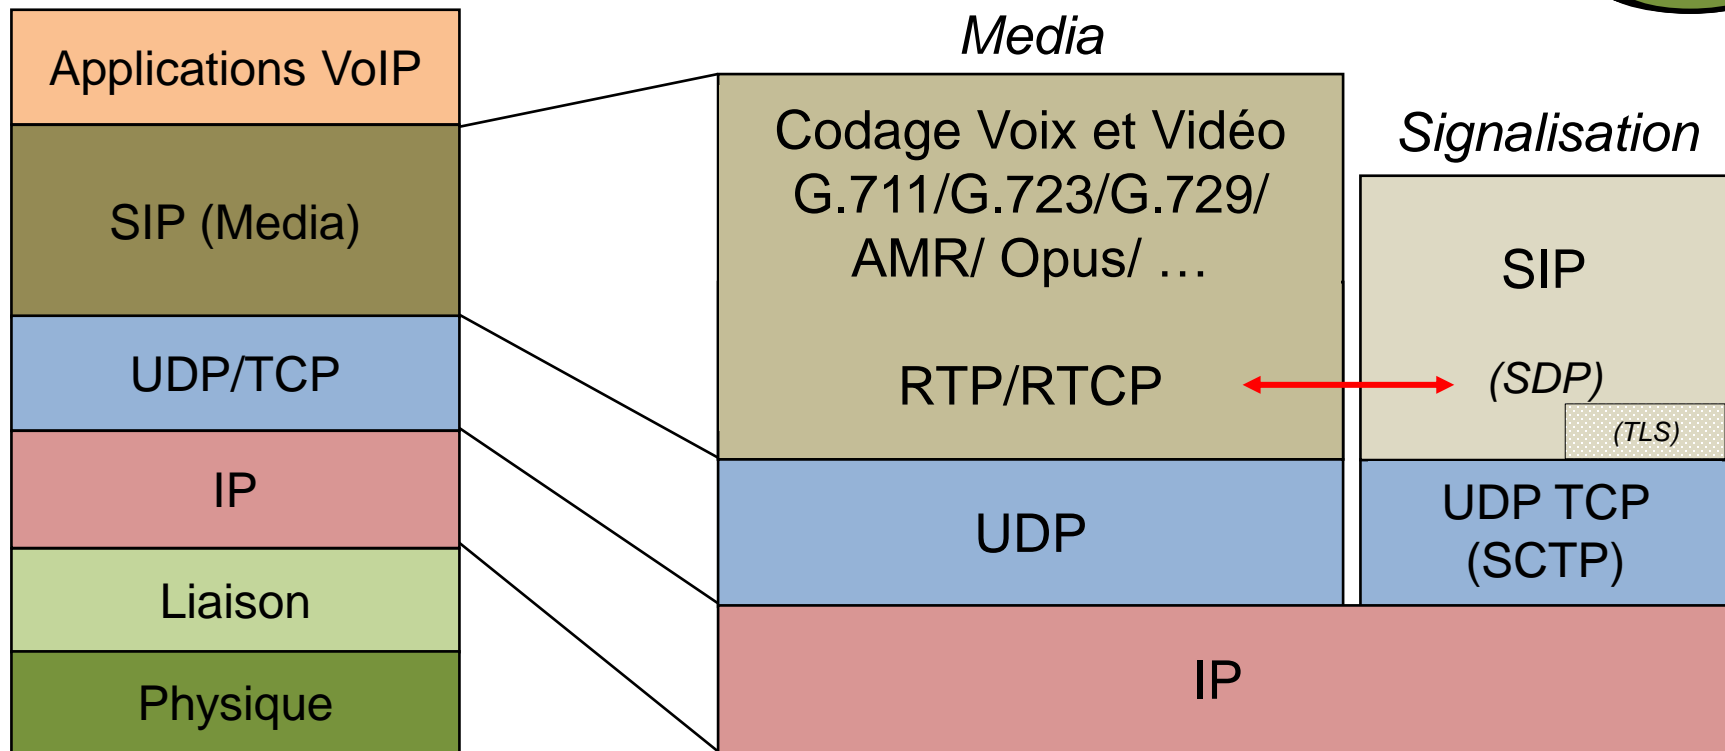 Applications VoIP
SIP (Media)
UDP/TCP
IP
Liaison
Physique
Media
Codage Voix et Vidéo
G.711/G.723/G.729/
AMR/ Opus/ …
RTP/RTCP
UDP
Signalisation
SIP
(SDP)
(TLS)
UDP TCP
(SCTP)
IP